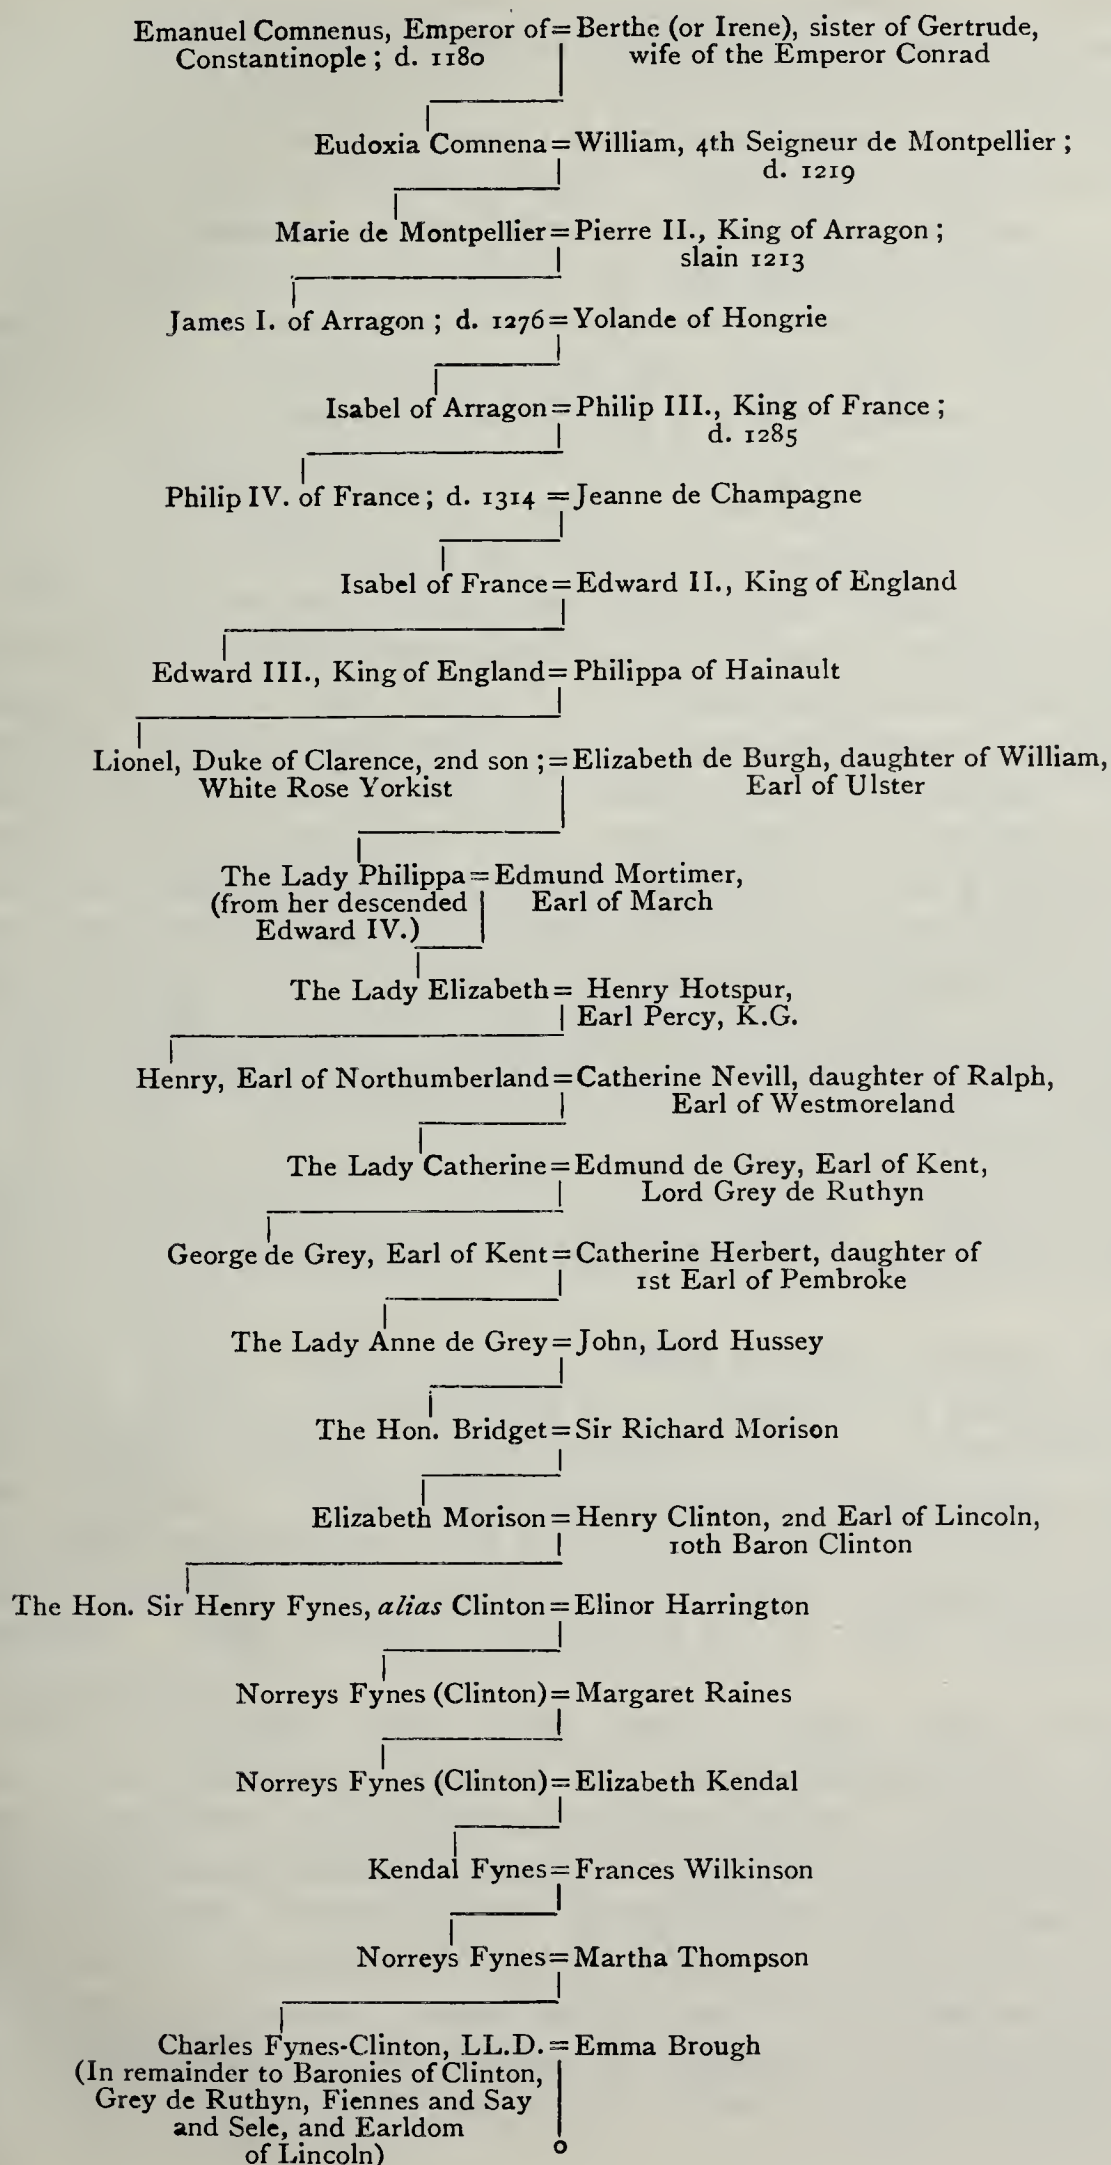 Emanuel Comnenus, Emperor of = Berthe (or Irene), sister of Gertrude,
Constantinople ; d. 1180 wife of the Emperor Conrad
Eudoxia Comnena = William, 4th Seigneur de Montpellier ;
d. 1219
Marie de Montpellier = Pierre II., King of Arragon ;
slain 1213
James I. of Arragon ; d. 1276 = Yolande of Hongrie
Isabel of Arragon = Philip III., King of France ;
d. 1285
Philip IV. of France ; d. 1314 = Jeanne de Champagne
Isabel of France = Edward II., King of England
Edward III., King of England = Philippa of Hainault
Lionel, Duke of Clarence, 2nd son ; = Elizabeth de Burgh, daughter of William,
White Rose Yorkist Earl of Ulster
The Lady Philippa = Edmund Mortimer,
(from her descended Earl of March
Edward IV.)
The Lady Elizabeth = Henry Hotspur,
Earl Percy, K.G.
Henry, Earl of Northumberland = Catherine Nevill, daughter of Ralph,
Earl of Westmoreland
The Lady Catherine = Edmund de Grey, Earl of Kent,
Lord Grey de Ruthyn
George de Grey, Earl of Kent = Catherine Herbert, daughter of
1st Earl of Pembroke
The Lady Anne de Grey = John, Lord Hussey
The Hon. Bridget = Sir Richard Morison
Elizabeth Morison = Henry Clinton, 2nd Earl of Lincoln,
10th Baron Clinton
The Hon. Sir Henry Fynes, alias Clinton = Elinor Harrington
Norreys Fynes (Clinton) = Margaret Raines
Norreys Fynes (Clinton) = Elizabeth Kendal
Kendal Fynes = Frances Wilkinson
Norreys Fynes = Martha Thompson
Charles Fynes-Clinton, LL.D. = Emma Brough
(In remainder to Baronies of Clinton,
Grey de Ruthyn, Fiennes and Say
and Sele, and Earldom
of Lincoln)